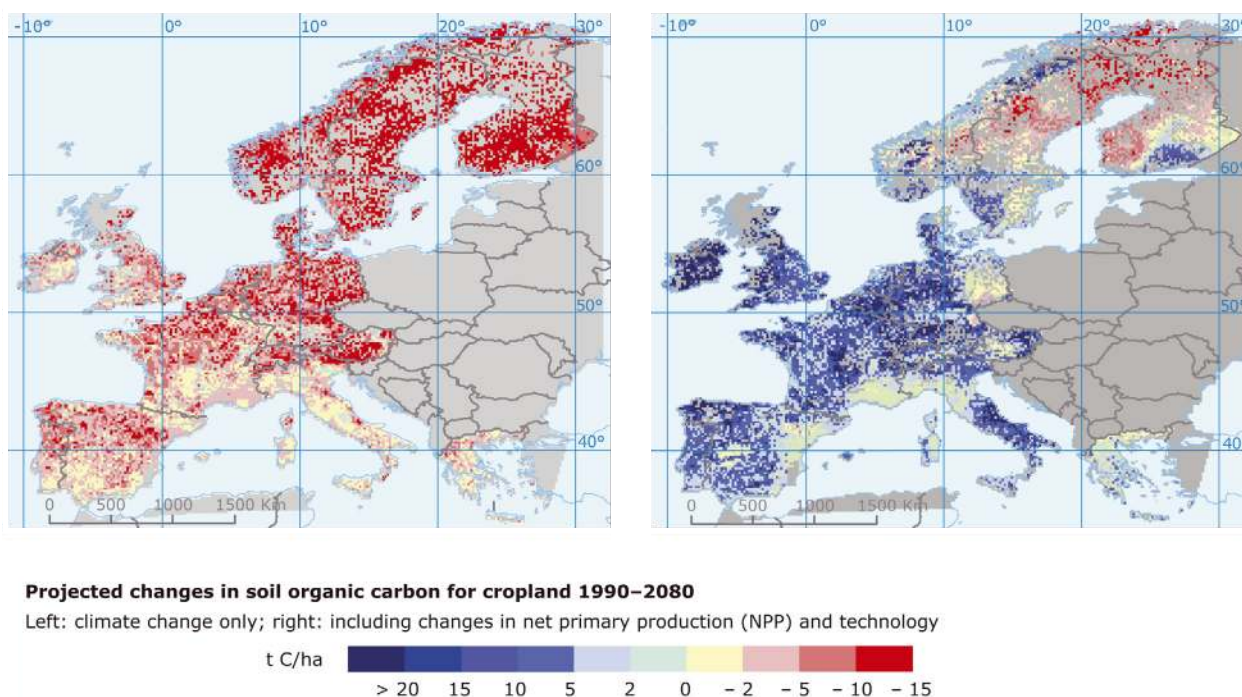 -10° 0° 10° 20° 30°
60°
50°
40°
0 500 1000 1500 Km
-10° 0° 10° 20° 30°
60°
50°
40°
0 500 1000 1500 Km
Projected changes in soil organic carbon for cropland 1990–2080
Left: climate change only; right: including changes in net primary production (NPP) and technology
t C/ha
> 20 15 10 5 2 0 – 2 – 5 – 10 – 15